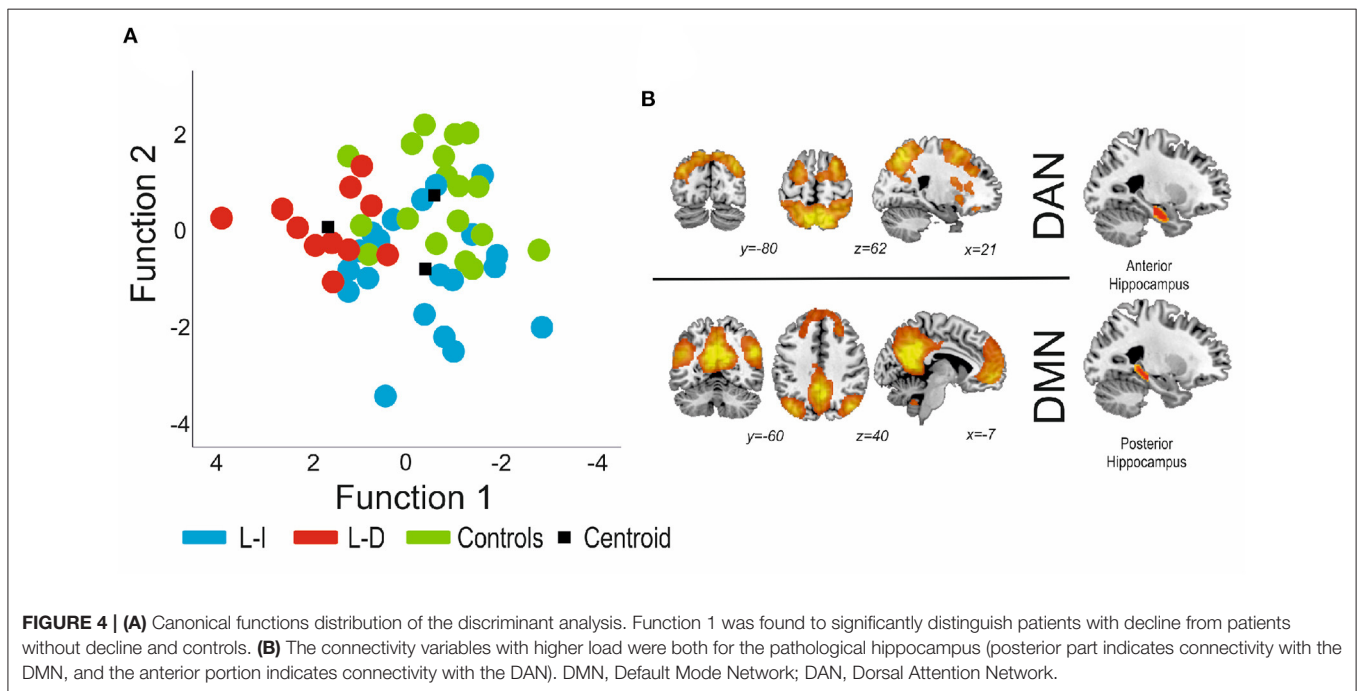 A
Function 2
2
0
-2
-4
4 2 0 -2 -4
Function 1
L-I L-D Controls Centroid
B
y=-80 z=62 x=21
DAN
Anterior
Hippocampus
y=-60 z=40 x=-7
DMN
Posterior
Hippocampus
FIGURE 4 | (A) Canonical functions distribution of the discriminant analysis. Function 1 was found to significantly distinguish patients with decline from patients
without decline and controls. (B) The connectivity variables with higher load were both for the pathological hippocampus (posterior part indicates connectivity with the
DMN, and the anterior portion indicates connectivity with the DAN). DMN, Default Mode Network; DAN, Dorsal Attention Network.